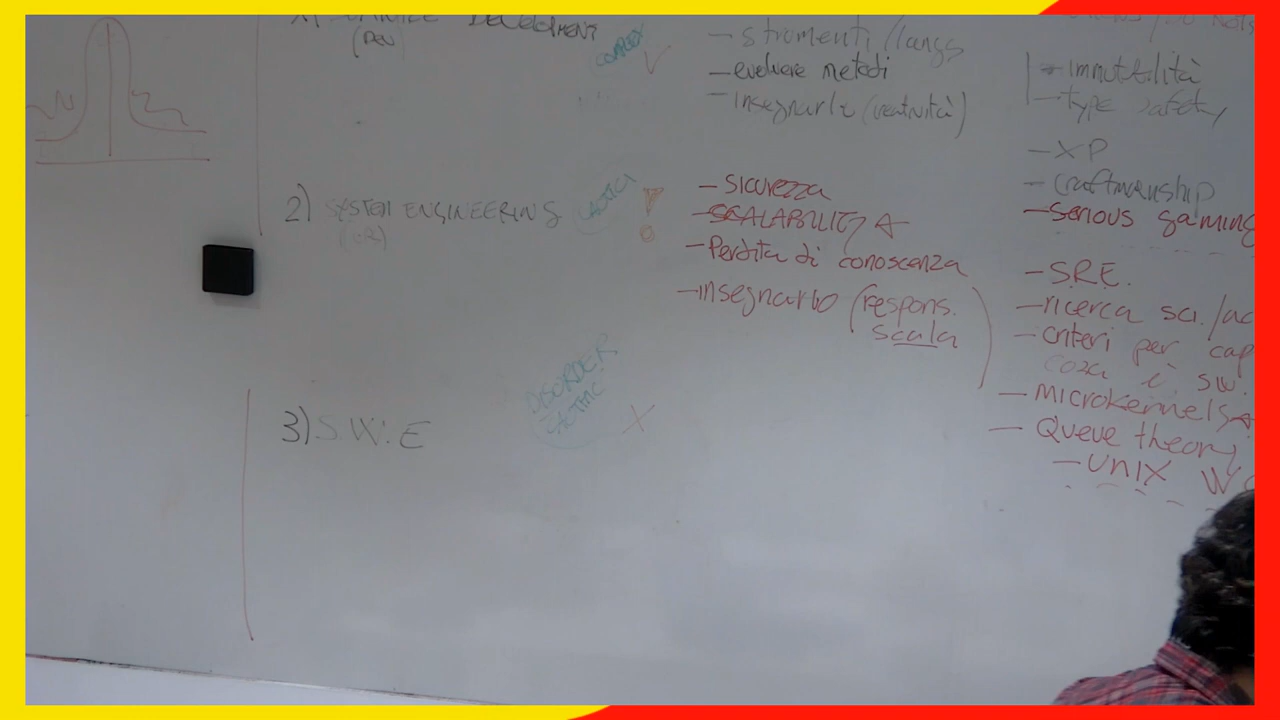 DEVELOPMENT
(DEV)
COMPLEX
- strumenti/langs
- evolvere metodi
- insegnarle (creatività)
- immutabilità
- type safety
- XP
- craftmanship
- serious gaming
2) SYSTEM ENGINEERING
- sicurezza
- SCALABILITÀ
- Perdita di conoscenza
- insegnarlo (respons.
scala
)
- S.R.E.
- ricerca sci./ac
- criteri per cap
cosa è sw.
- MICROKERNELS
- Queue theory
- UNIX
3) S.W.E
DISORDER
X